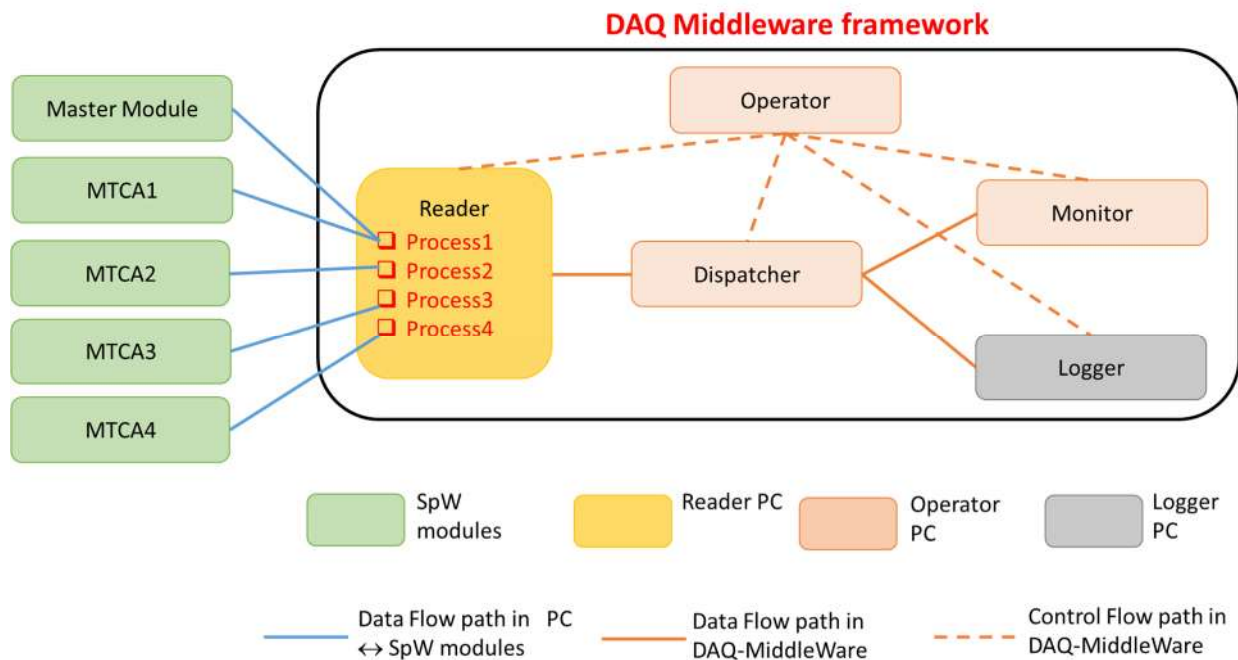 DAQ Middleware framework
Master Module
MTCA1
MTCA2
MTCA3
MTCA4
Operator
Reader
❑ Process1
❑ Process2
❑ Process3
❑ Process4
Dispatcher
Monitor
Logger
SpW
modules
Reader PC
Operator
PC
Logger
PC
Data Flow path in PC
↔ SpW modules
Data Flow path in
DAQ-MiddleWare
Control Flow path in
DAQ-MiddleWare